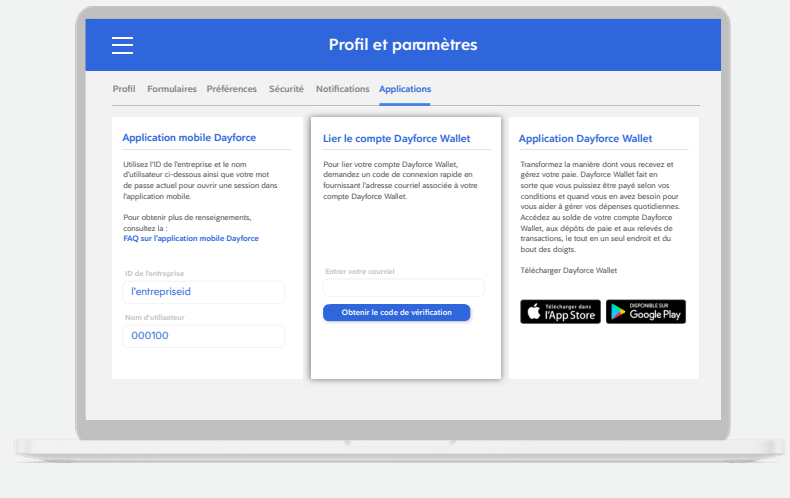 Profil et paramètres
Profil Formulaires Préférences Sécurité Notifications Applications
Application mobile Dayforce
Utilisez l'ID de l'entreprise et le nom
d'utilisateur ci-dessous ainsi que votre mot
de passe actuel pour ouvrir une session dans
l'application mobile.
Pour obtenir plus de renseignements,
consultez la :
FAQ sur l'application mobile Dayforce
ID de l'entreprise
l'entrepriseid
Nom d'utilisateur
000100
Lier le compte Dayforce Wallet
Pour lier votre compte Dayforce Wallet,
demandez un code de connexion rapide en
fournissant l'adresse courriel associée à votre
compte Dayforce Wallet.
Entrer votre courriel
Obtenir le code de vérification
Application Dayforce Wallet
Transformez la manière dont vous recevez et
gérez votre paie. Dayforce Wallet fait en
sorte que vous puissiez être payé selon vos
conditions et quand vous en avez besoin pour
vous aider à gérer vos dépenses quotidiennes.
Accédez au solde de votre compte Dayforce
Wallet, aux dépôts de paie et aux relevés de
transactions, le tout en un seul endroit et du
bout des doigts.
Télécharger Dayforce Wallet
Télécharger dans
l'App Store
DISPONIBLE SUR
Google Play